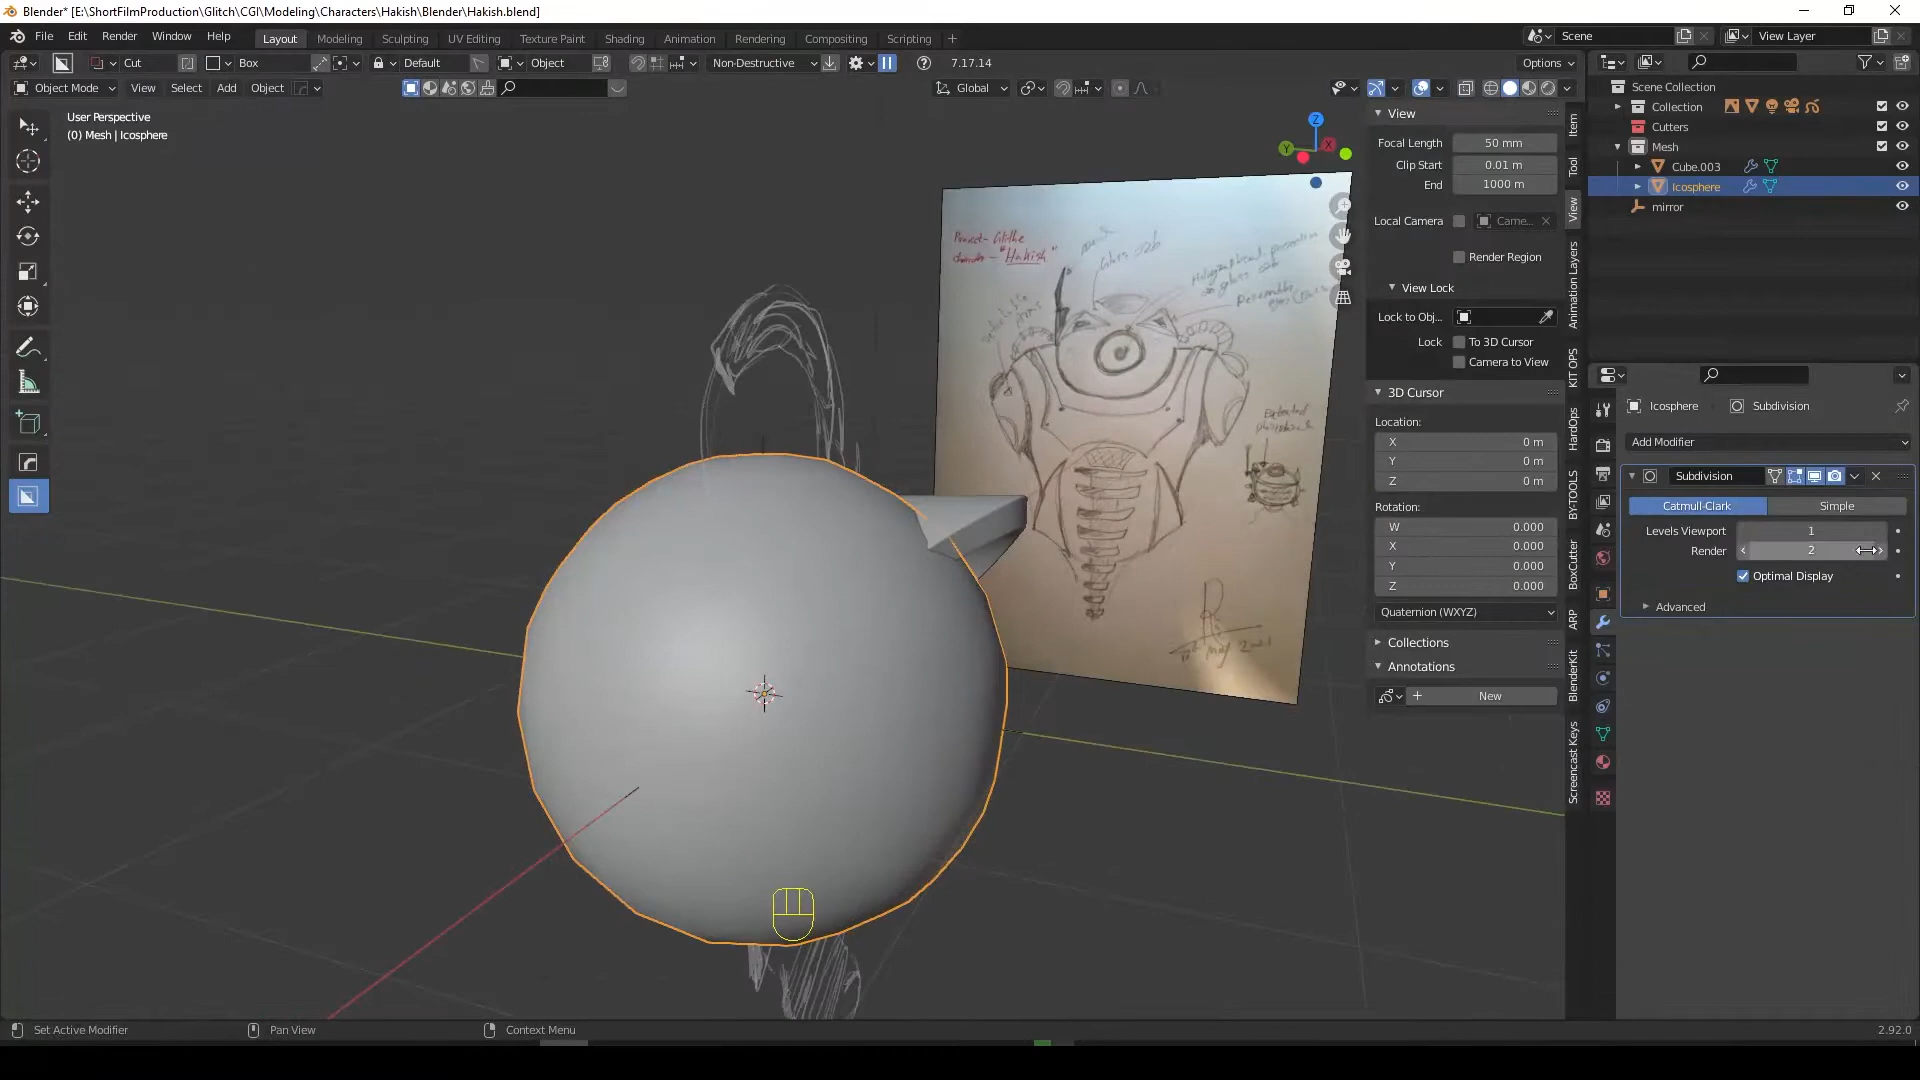 Blender* [E:\ShortFilmProduction\Glitch\CGI\Modeling\Characters\Hakish\Blender\Hakish.blend]
File Edit Render Window Help Layout Modeling Sculpting UV Editing Texture Paint Shading Animation Rendering Compositing Scripting + Scene View Layer
Cut Box Default Object Non-Destructive 7.17.14 Options
Object Mode View Select Add Object Global
User Perspective
(0) Mesh | Icosphere
Z
Y
X
"Hakish"
View
Focal Length 50 mm
Clip Start 0.01 m
End 1000 m
Local Camera Came...
Render Region
View Lock
Lock to Obj...
Lock To 3D Cursor
Camera to View
3D Cursor
Location:
X 0 m
Y 0 m
Z 0 m
Rotation:
W 0.000
X 0.000
Y 0.000
Z 0.000
Quaternion (WXYZ)
Collections
Annotations
New
Item
Tool
View
Animation Layers
KIT OPS
HardOps
BY-TOOLS
BoxCutter
ARP
BlenderKit
Screencast Keys
Scene Collection
Collection
Cutters
Mesh
Cube.003
Icosphere
mirror
Icosphere Subdivision
Add Modifier
Subdivision
Catmull-Clark Simple
Levels Viewport 1
Render 2
Optimal Display
Advanced
Set Active Modifier Pan View Context Menu 2.92.0